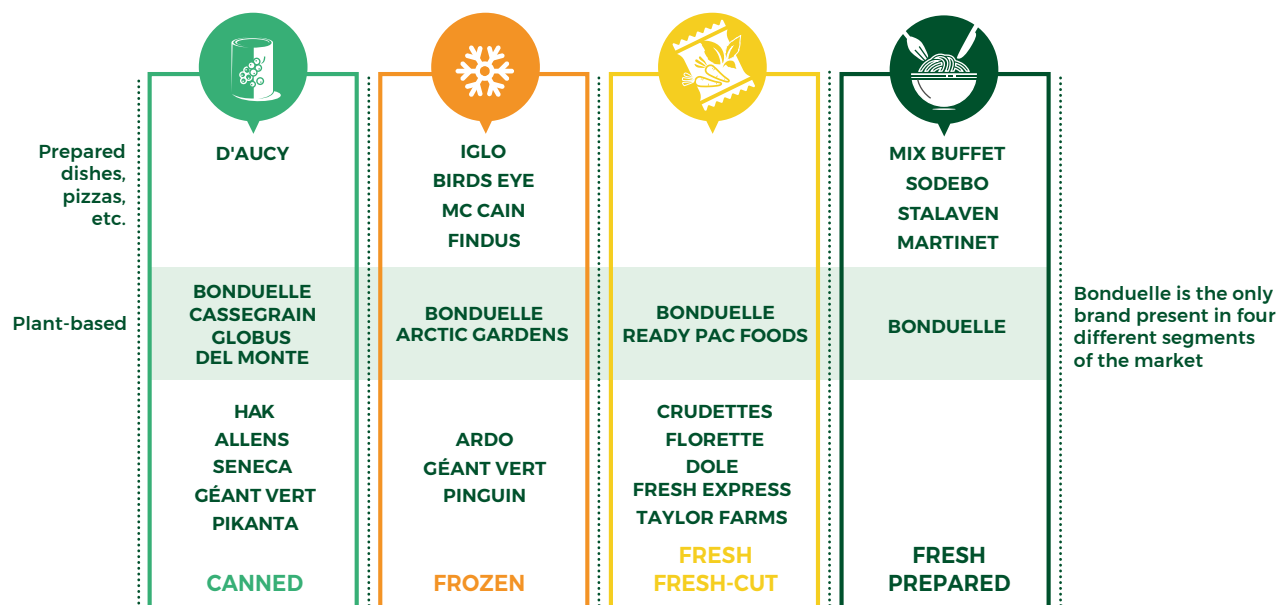 Prepared
dishes,
pizzas,
etc.
D'AUCY
IGLO
BIRDS EYE
MC CAIN
FINDUS
MIX BUFFET
SODEBO
STALAVEN
MARTINET
Plant-based
BONDUELLE
CASSEGRAIN
GLOBUS
DEL MONTE
BONDUELLE
ARCTIC GARDENS
BONDUELLE
READY PAC FOODS
BONDUELLE
Bonduelle is the only
brand present in four
different segments
of the market
HAK
ALLENS
SENECA
GÉANT VERT
PIKANTA
ARDO
GÉANT VERT
PINGUIN
CRUDETTES
FLORETTE
DOLE
FRESH EXPRESS
TAYLOR FARMS
CANNED
FROZEN
FRESH
FRESH-CUT
FRESH
PREPARED